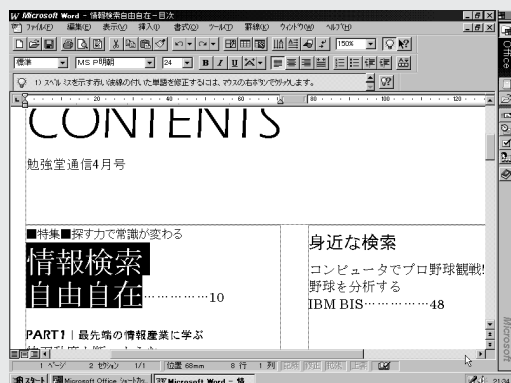 Microsoft Word - 情報検索自由自在-目次
ファイル(F) 編集(E) 表示(V) 挿入(I) 書式(O) ツール(T) 罫線(B) ウィンドウ(W) ヘルプ(H)
150%
標準 MS P明朝 24 B I U
1) スペル ミスを示す赤い波線の付いた単語を修正するには、マウスの右ボタンでクリックします。
20 40 60 80 100 120
CONTENTS
勉強堂通信4月号
■特集■探す力で常識が変わる
情報検索
自由自在……………10
PART1 | 最先端の情報産業に学ぶ
身近な検索
コンピュータでプロ野球観戦!
野球を分析する
IBM BIS……………48
1 ページ 2 セクション 1/1 位置 68mm 8 行 1 列
スタート Microsoft Office Microsoft Word - 情 21:34
Office
Microsoft